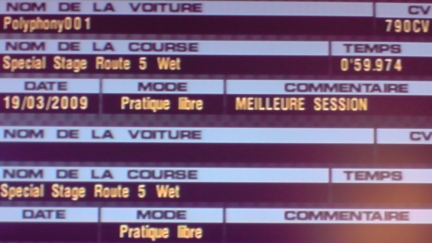 NOM DE LA VOITURE CV
Polyphony001 790CV
NOM DE LA COURSE TEMPS
Special Stage Route 5 Wet 0'59.974
DATE MODE COMMENTAIRE
19/03/2009 Pratique libre MEILLEURE SESSION
NOM DE LA VOITURE CV
NOM DE LA COURSE TEMPS
Special Stage Route 5 Wet
DATE MODE COMMENTAIRE
Pratique libre